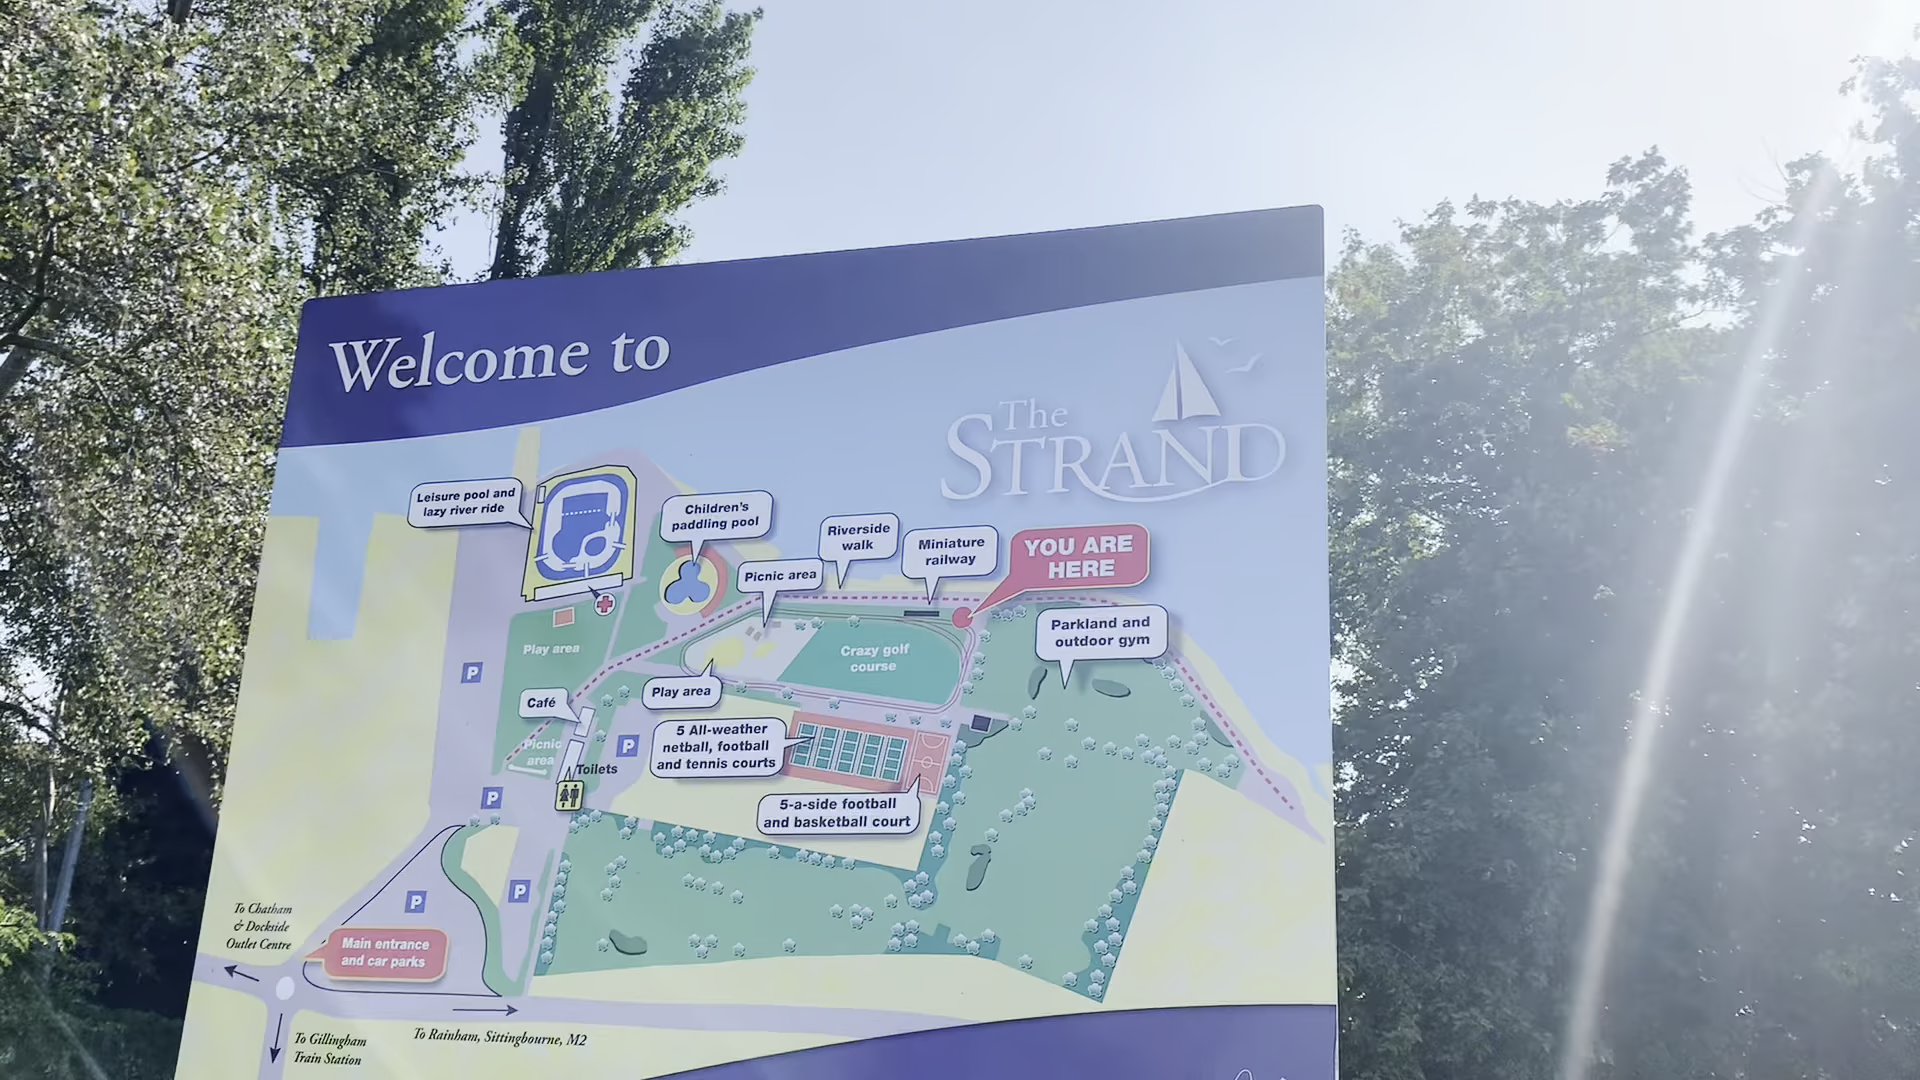 Welcome to
The
STRAND
Leisure pool and
lazy river ride
Children's
paddling pool
Riverside
walk
Miniature
railway
YOU ARE
HERE
Picnic area
Parkland and
outdoor gym
Play area
Crazy golf
course
Play area
Café
5 All-weather
netball, football
and tennis courts
Picnic
area
P
P
Toilets
P
5-a-side football
and basketball court
P
P
To Chatham
& Dockside
Outlet Centre
Main entrance
and car parks
To Gillingham
Train Station
To Rainham, Sittingbourne, M2